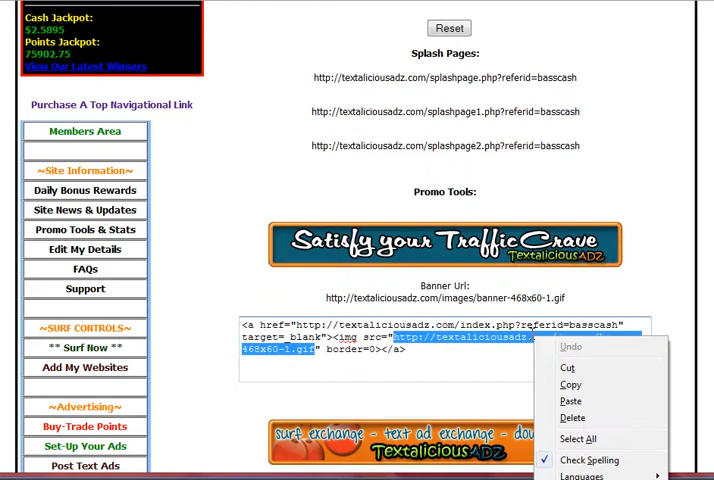 Cash Jackpot:
$2.5895
Points Jackpot:
75902.75
View Our Latest Winners
Purchase A Top Navigational Link
Members Area
~Site Information~
Daily Bonus Rewards
Site News & Updates
Promo Tools & Stats
Edit My Details
FAQs
Support
~SURF CONTROLS~
** Surf Now **
Add My Websites
~Advertising~
Buy-Trade Points
Set-Up Your Ads
Post Text Ads
Reset
Splash Pages:
http://textaliciousadz.com/splashpage.php?referid=basscash
http://textaliciousadz.com/splashpage1.php?referid=basscash
http://textaliciousadz.com/splashpage2.php?referid=basscash
Promo Tools:
Satisfy your Traffic Crave
TextaliciousADZ
Banner Url:
http://textaliciousadz.com/images/banner-468x60-1.gif
<a href="http://textaliciousadz.com/index.php?referid=basscash"
target=_blank"><img src="http://textaliciousadz.
468x60-1.gif" border=0></a>
surf exchange - text ad exchange - do
TextaliciousADZ
Undo
Cut
Copy
Paste
Delete
Select All
Check Spelling
Languages